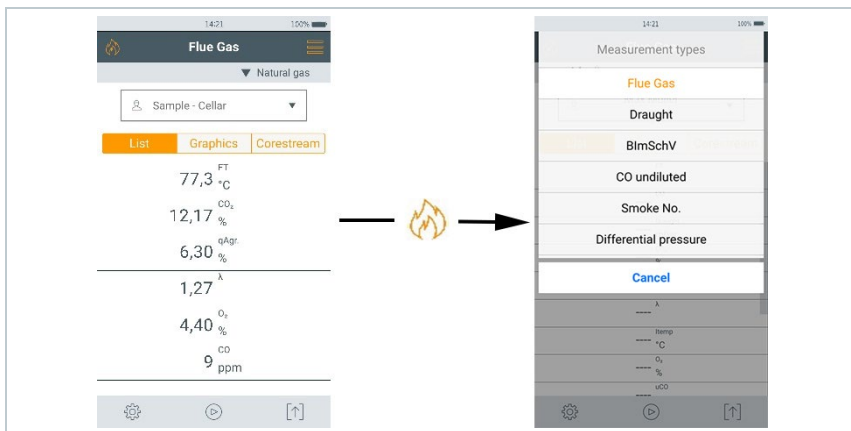 14:21 100%
Flue Gas
▼ Natural gas
Sample - Cellar ▼
List Graphics Corestream
77,3 FT °C
12,17 CO₂ %
6,30 qAgr. %
1,27 λ
4,40 O₂ %
9 CO ppm
14:21 100%
Measurement types
Flue Gas
Draught
BImSchV
CO undiluted
Smoke No.
Differential pressure
Cancel
---- λ
---- Itemp °C
---- O₂ %
---- uCO